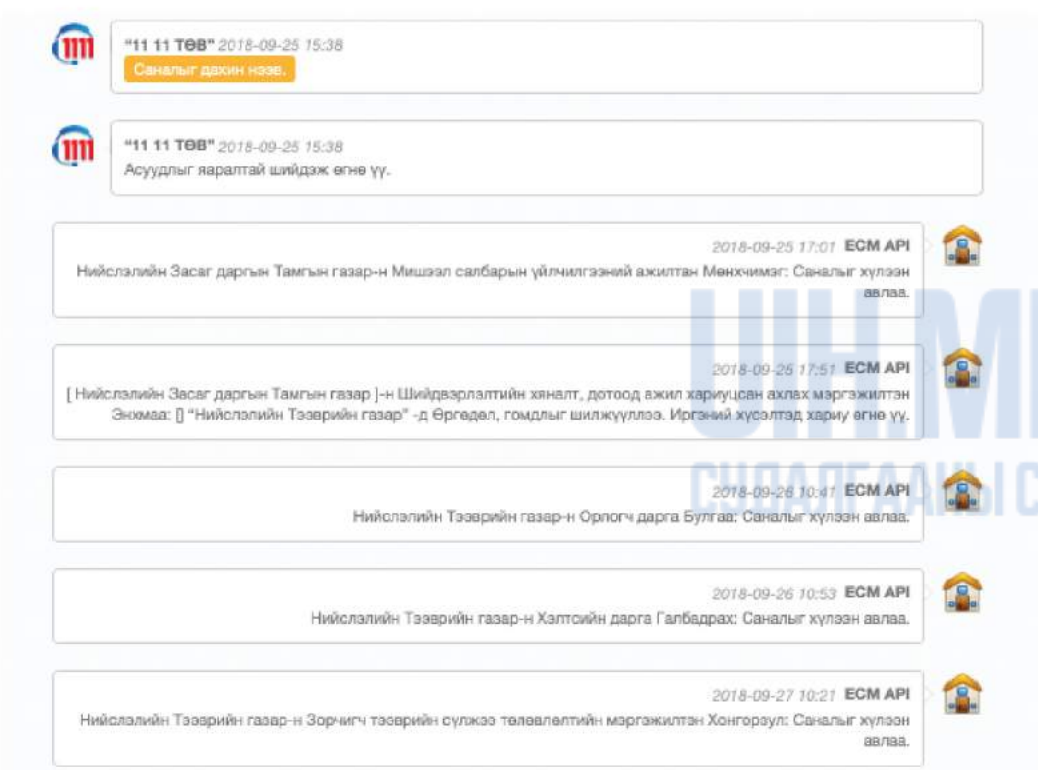 1111
"11 11 ТӨВ" 2018-09-25 15:38
Саналыг дахин нээв.
1111
"11 11 ТӨВ" 2018-09-25 15:38
Асуудлыг яаралтай шийдэж өгнө үү.
2018-09-25 17:01 ECM API
Нийслэлийн Засаг даргын Тамгын газар-н Мишээл салбарын үйлчилгээний ажилтан Мөнхчимэг: Саналыг хүлээн
авлаа.
2018-09-25 17:51 ECM API
[ Нийслэлийн Засаг даргын Тамгын газар ]-н Шийдвэрлэлтийн хяналт, дотоод ажил хариуцсан ахлах мэргэжилтэн
Энхмаа: [] "Нийслэлийн Тээврийн газар" -д Өргөдөл, гомдлыг шилжүүллээ. Иргэний хүсэлтэд хариу өгнө үү.
2018-09-26 10:41 ECM API
Нийслэлийн Тээврийн газар-н Орлогч дарга Булгаа: Саналыг хүлээн авлаа.
2018-09-26 10:53 ECM API
Нийслэлийн Тээврийн газар-н Хэлтсийн дарга Галбадрах: Саналыг хүлээн авлаа.
2018-09-27 10:21 ECM API
Нийслэлийн Тээврийн газар-н Зорчигч тээврийн сүлжээ төлөвлөлтийн мэргэжилтэн Хонгорзул: Саналыг хүлээн
авлаа.
UIH.M
СУДАЛГААНЫ С